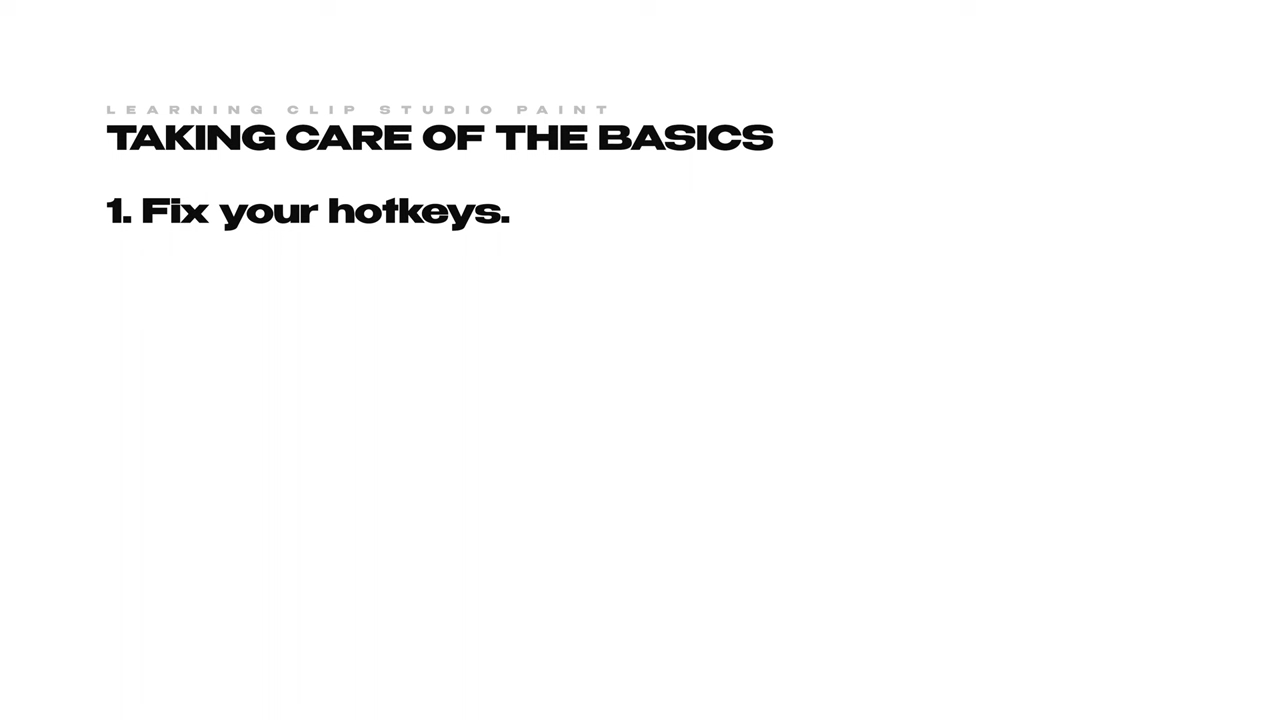 LEARNING CLIP STUDIO PAINT
TAKING CARE OF THE BASICS
1. Fix your hotkeys.